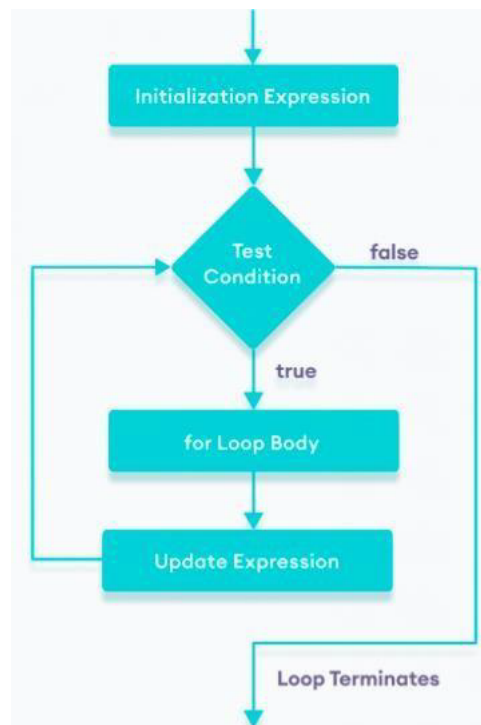 Initialization Expression
Test
Condition
false
true
for Loop Body
Update Expression
Loop Terminates